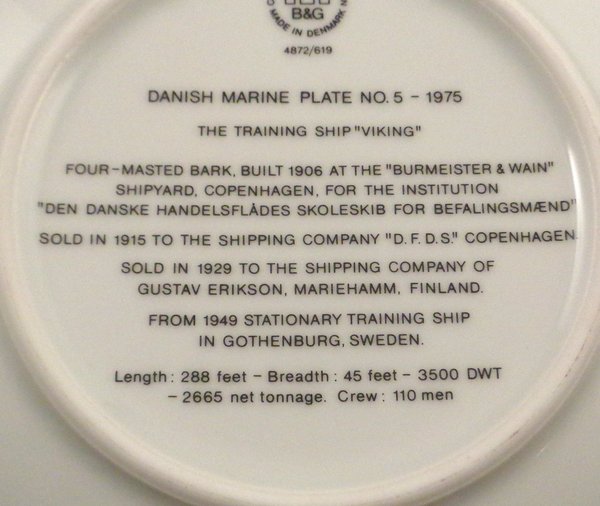 B&G
MADE IN DENMARK
4872/619
DANISH MARINE PLATE NO. 5 - 1975
THE TRAINING SHIP "VIKING"
FOUR-MASTED BARK, BUILT 1906 AT THE "BURMEISTER & WAIN"
SHIPYARD, COPENHAGEN, FOR THE INSTITUTION
"DEN DANSKE HANDELSFLÅDES SKOLESKIB FOR BEFALINGSMÆND"
SOLD IN 1915 TO THE SHIPPING COMPANY "D.F.D.S." COPENHAGEN.
SOLD IN 1929 TO THE SHIPPING COMPANY OF
GUSTAV ERIKSON, MARIEHAMM, FINLAND.
FROM 1949 STATIONARY TRAINING SHIP
IN GOTHENBURG, SWEDEN.
Length: 288 feet - Breadth: 45 feet - 3500 DWT
- 2665 net tonnage. Crew: 110 men